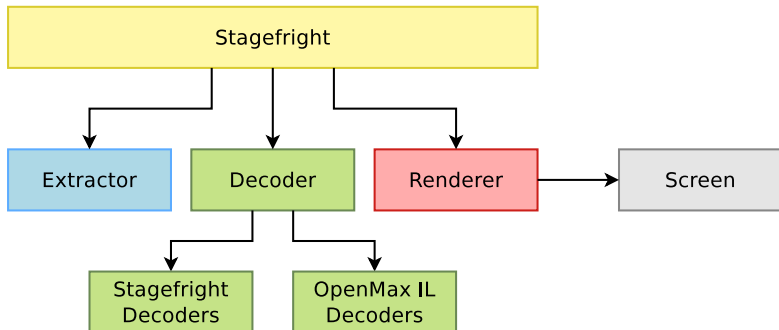 Stagefright
Extractor
Decoder
Renderer
Screen
Stagefright
Decoders
OpenMax IL
Decoders